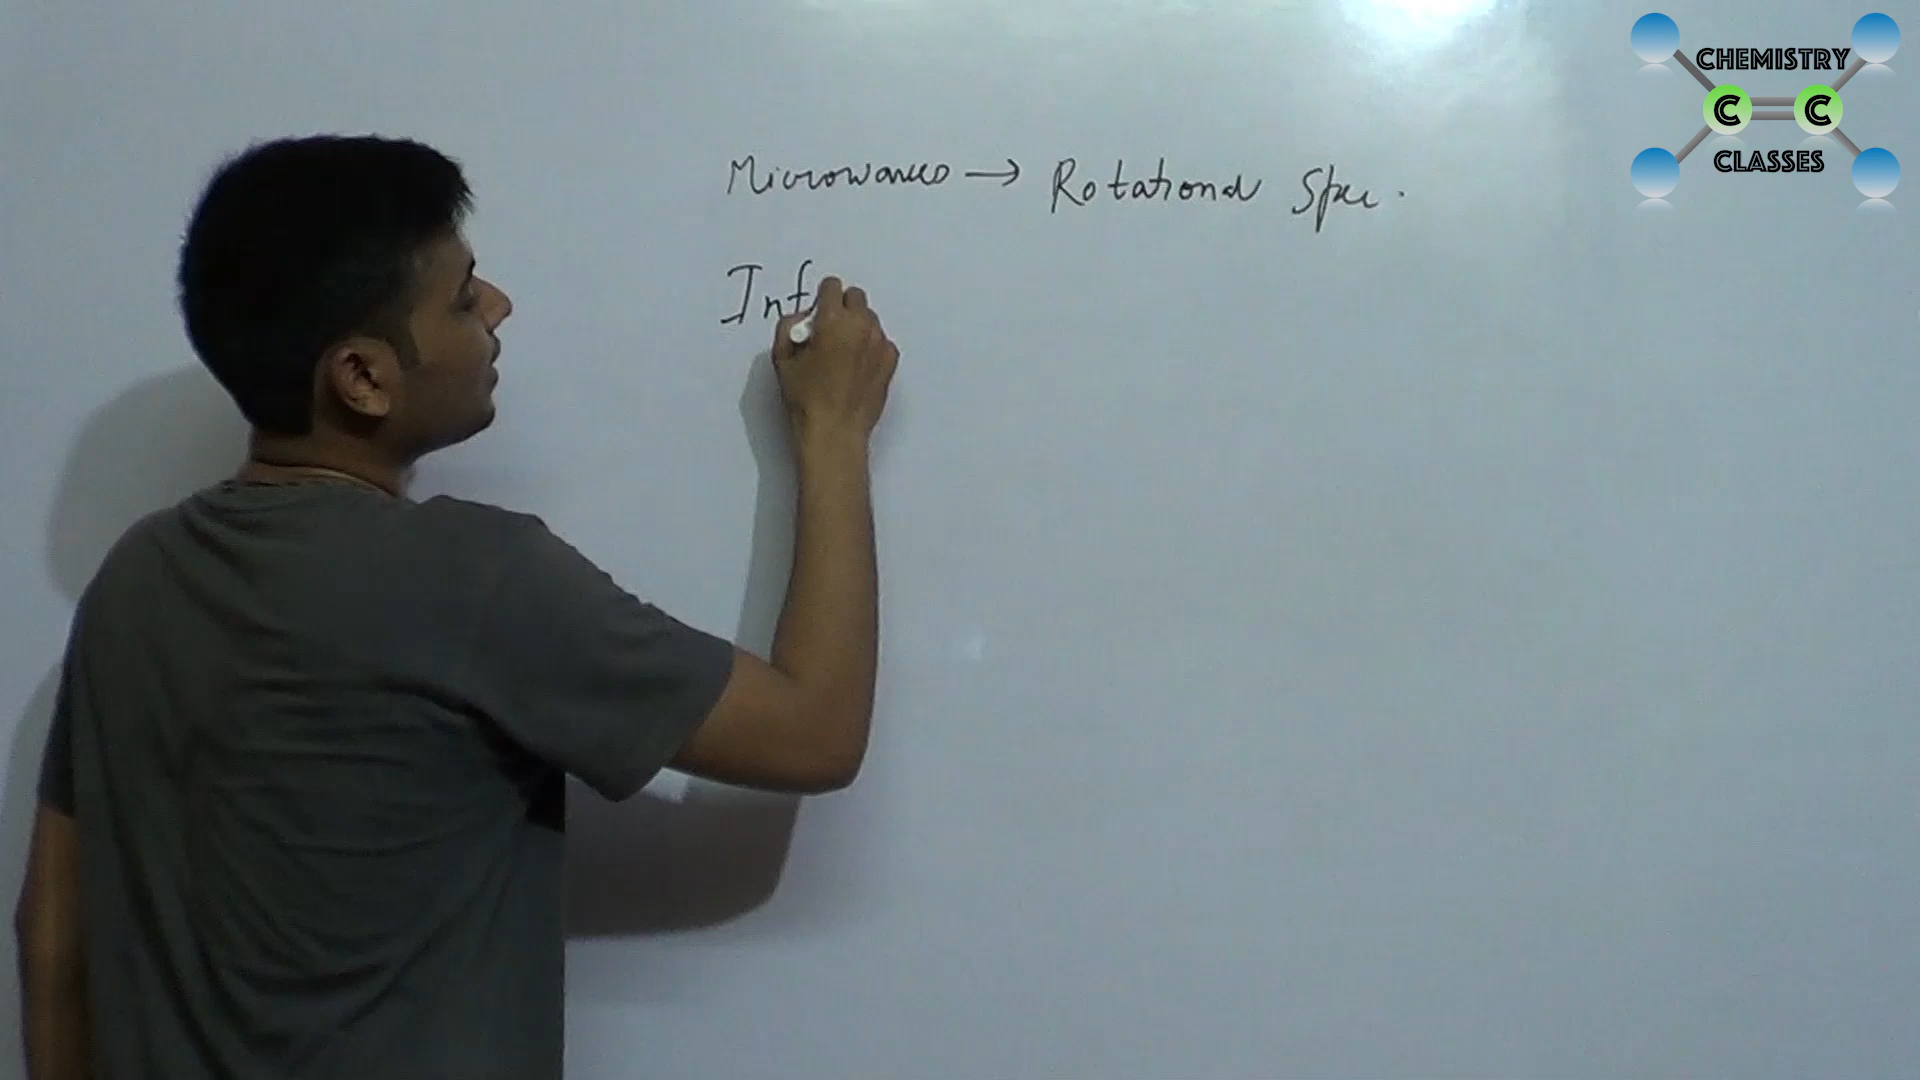 CHEMISTRY
C C
CLASSES
Microwaves → Rotational Spec.
Inf